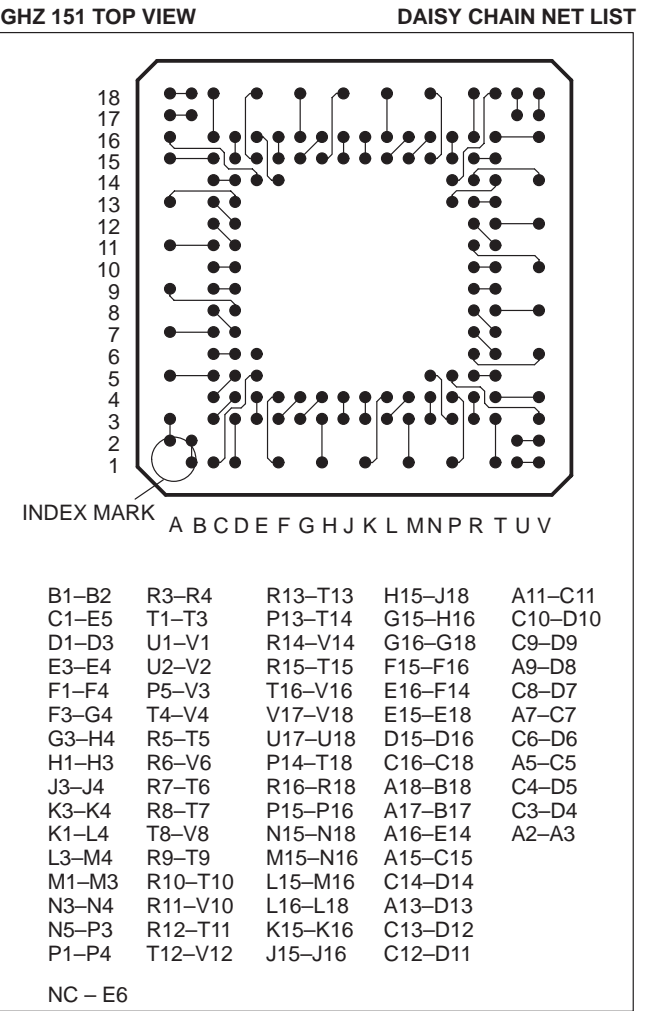 GHZ 151 TOP VIEW DAISY CHAIN NET LIST
18
17
16
15
14
13
12
11
10
9
8
7
6
5
4
3
2
1
INDEX MARK
A B C D E F G H J K L M N P R T U V
B1–B2 R3–R4 R13–T13 H15–J18 A11–C11
C1–E5 T1–T3 P13–T14 G15–H16 C10–D10
D1–D3 U1–V1 R14–V14 G16–G18 C9–D9
E3–E4 U2–V2 R15–T15 F15–F16 A9–D8
F1–F4 P5–V3 T16–V16 E16–F14 C8–D7
F3–G4 T4–V4 V17–V18 E15–E18 A7–C7
G3–H4 R5–T5 U17–U18 D15–D16 C6–D6
H1–H3 R6–V6 P14–T18 C16–C18 A5–C5
J3–J4 R7–T6 R16–R18 A18–B18 C4–D5
K3–K4 R8–T7 P15–P16 A17–B17 C3–D4
K1–L4 T8–V8 N15–N18 A16–E14 A2–A3
L3–M4 R9–T9 M15–N16 A15–C15
M1–M3 R10–T10 L15–M16 C14–D14
N3–N4 R11–V10 L16–L18 A13–D13
N5–P3 R12–T11 K15–K16 C13–D12
P1–P4 T12–V12 J15–J16 C12–D11
NC – E6